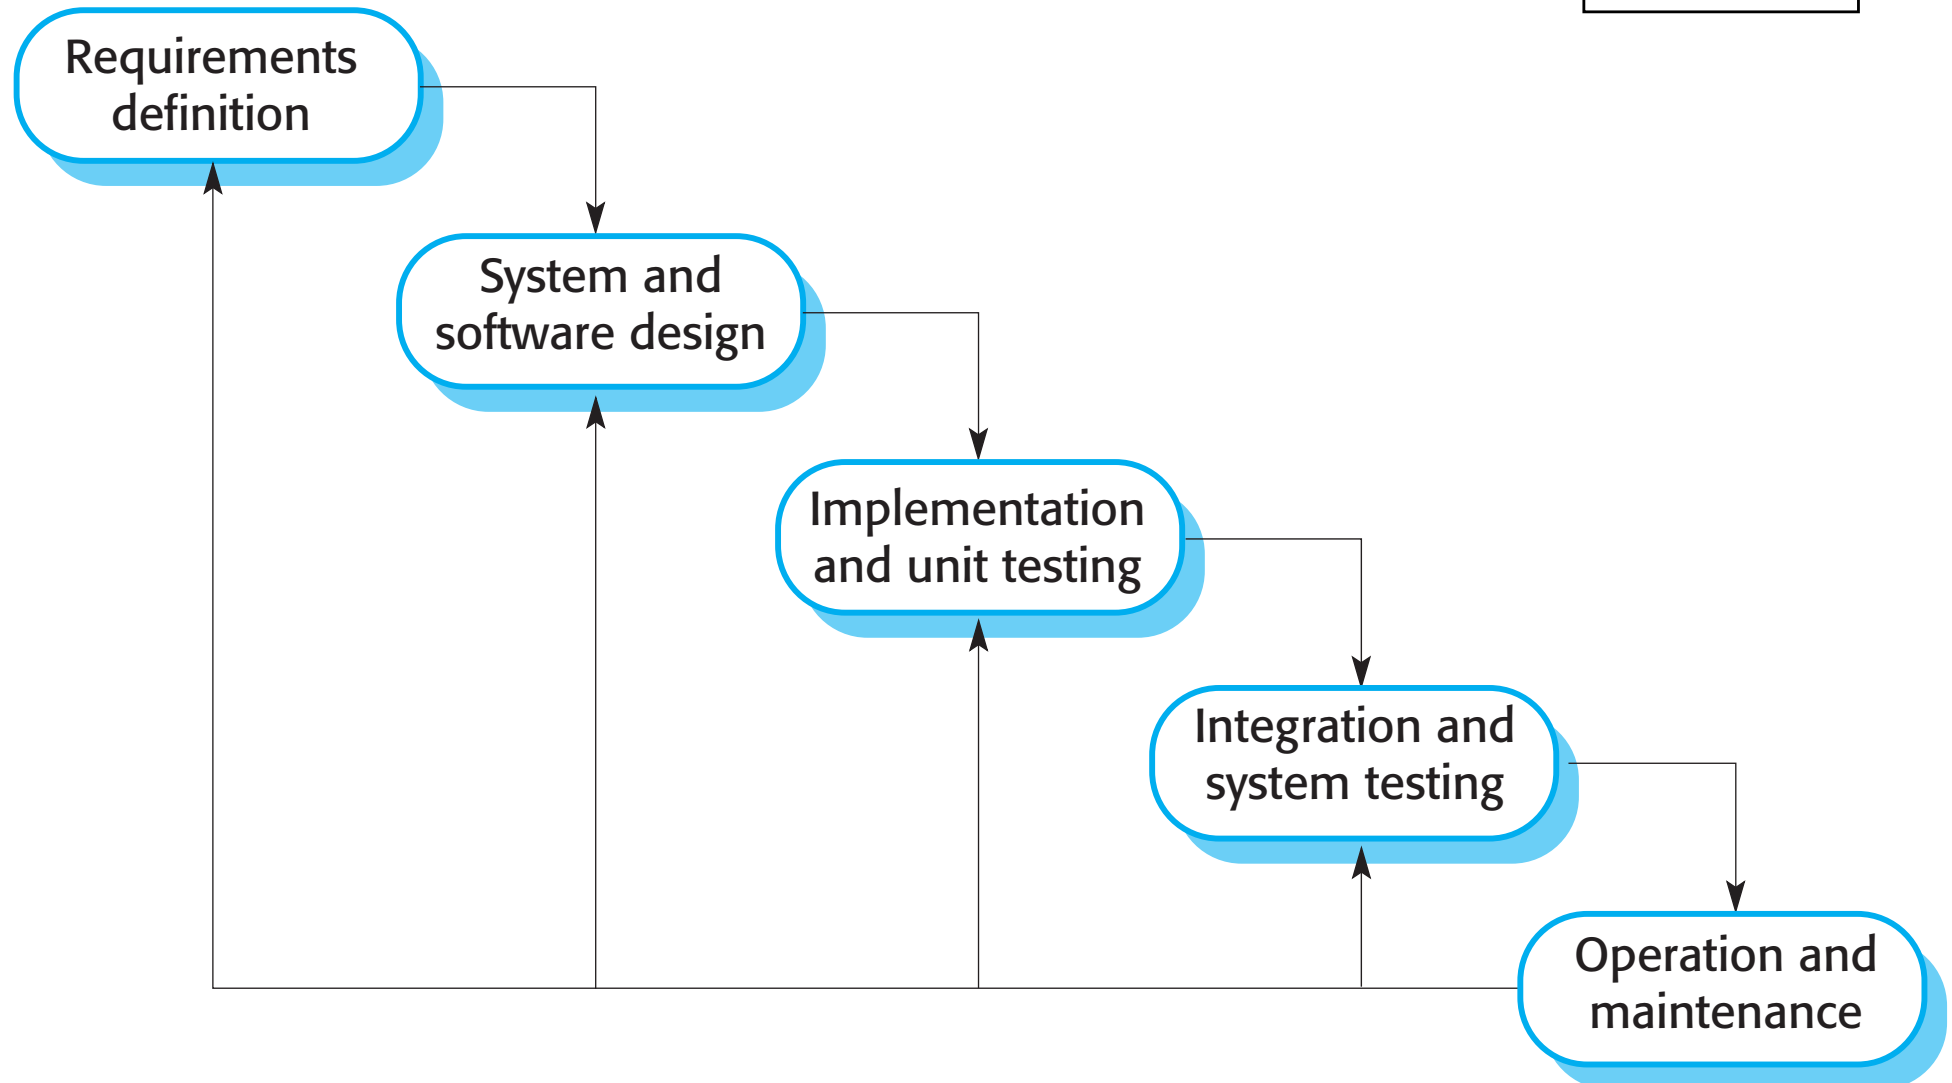 Requirements
definition
System and
software design
Implementation
and unit testing
Integration and
system testing
Operation and
maintenance